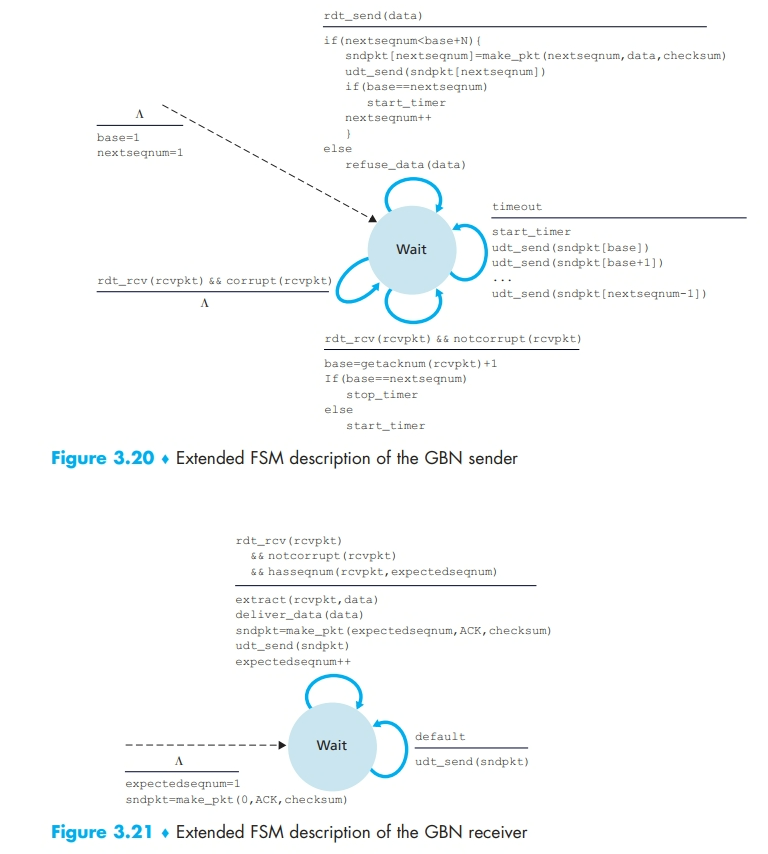 rdt_send(data)
if(nextseqnum<base+N){
sndpkt[nextseqnum]=make_pkt(nextseqnum,data,checksum)
udt_send(sndpkt[nextseqnum])
if(base==nextseqnum)
start_timer
nextseqnum++
}
else
refuse_data(data)
Λ
base=1
nextseqnum=1
Wait
timeout
start_timer
udt_send(sndpkt[base])
udt_send(sndpkt[base+1])
...
udt_send(sndpkt[nextseqnum-1])
rdt_rcv(rcvpkt) && corrupt(rcvpkt)
Λ
rdt_rcv(rcvpkt) && notcorrupt(rcvpkt)
base=getacknum(rcvpkt)+1
If(base==nextseqnum)
stop_timer
else
start_timer
Figure 3.20 ♦ Extended FSM description of the GBN sender
rdt_rcv(rcvpkt)
&& notcorrupt(rcvpkt)
&& hasseqnum(rcvpkt,expectedseqnum)
extract(rcvpkt,data)
deliver_data(data)
sndpkt=make_pkt(expectedseqnum,ACK,checksum)
udt_send(sndpkt)
expectedseqnum++
Wait
default
udt_send(sndpkt)
Λ
expectedseqnum=1
sndpkt=make_pkt(0,ACK,checksum)
Figure 3.21 ♦ Extended FSM description of the GBN receiver